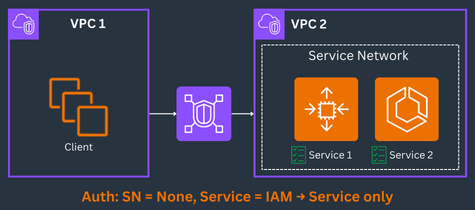 VPC 1
VPC 2
Service Network
Client
Service 1
Service 2
Auth: SN = None, Service = IAM → Service only